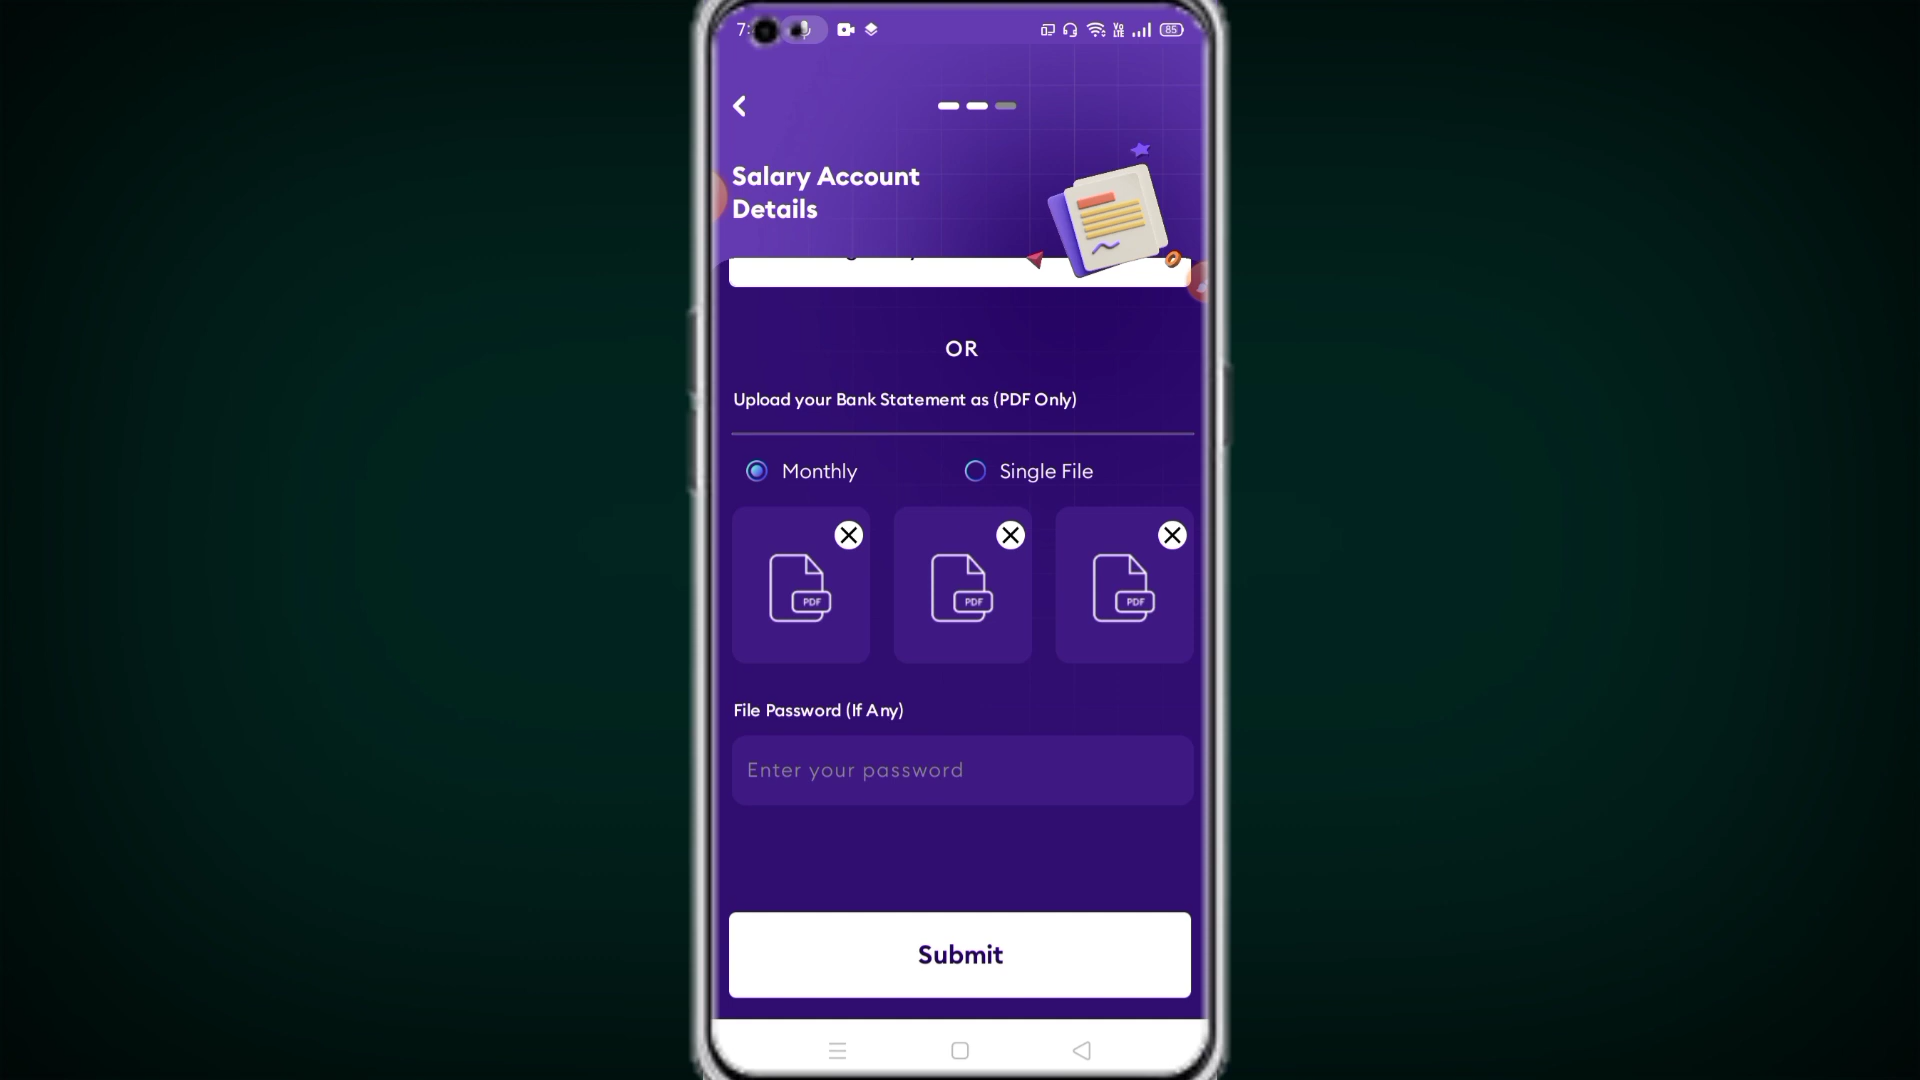 85
Salary Account
Details
OR
Upload your Bank Statement as (PDF Only)
Monthly
Single File
PDF
PDF
PDF
File Password (If Any)
Enter your password
Submit